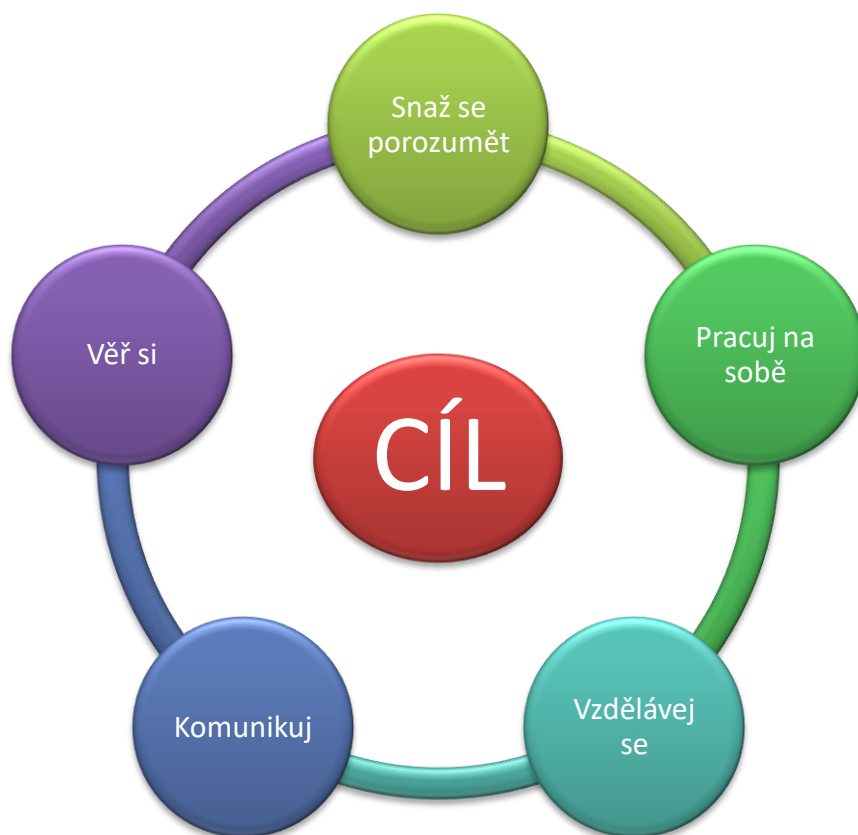 Snaž se
porozumět
Pracuj na
sobě
Vzdělávej
se
Komunikuj
Věř si
CÍL